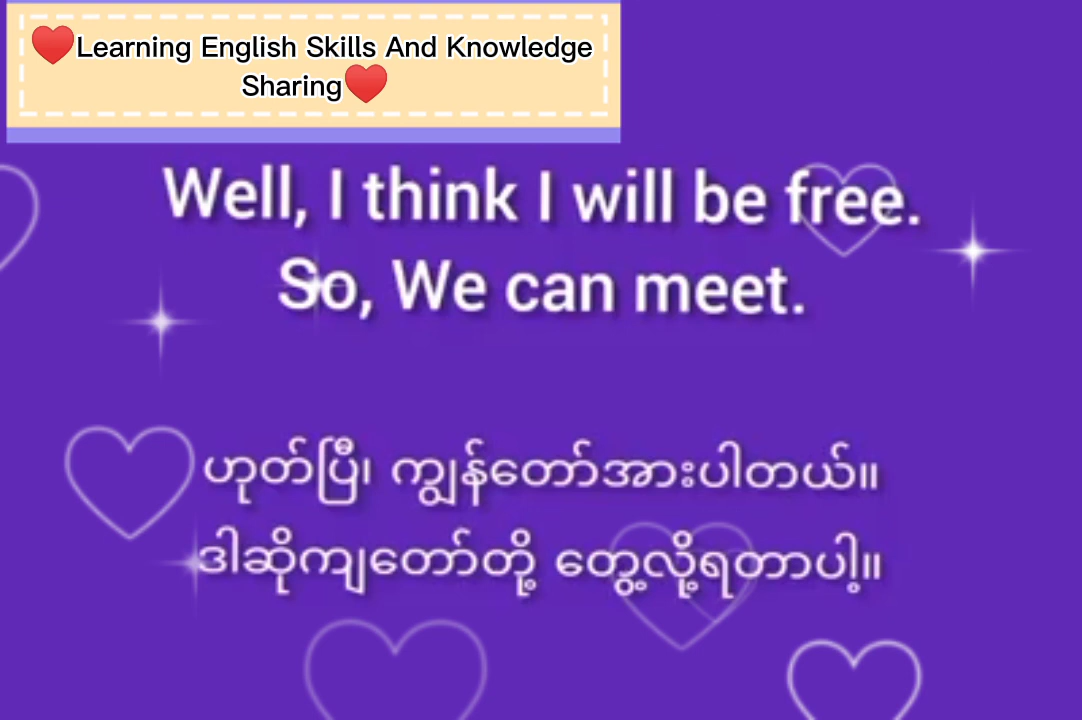 ❤️Learning English Skills And Knowledge
Sharing❤️
Well, I think I will be free.
So, We can meet.
ဟုတ်ပြီ၊ ကျွန်တော်အားပါတယ်။
ဒါဆိုကျတော်တို့ တွေ့လို့ရတာပါ့။